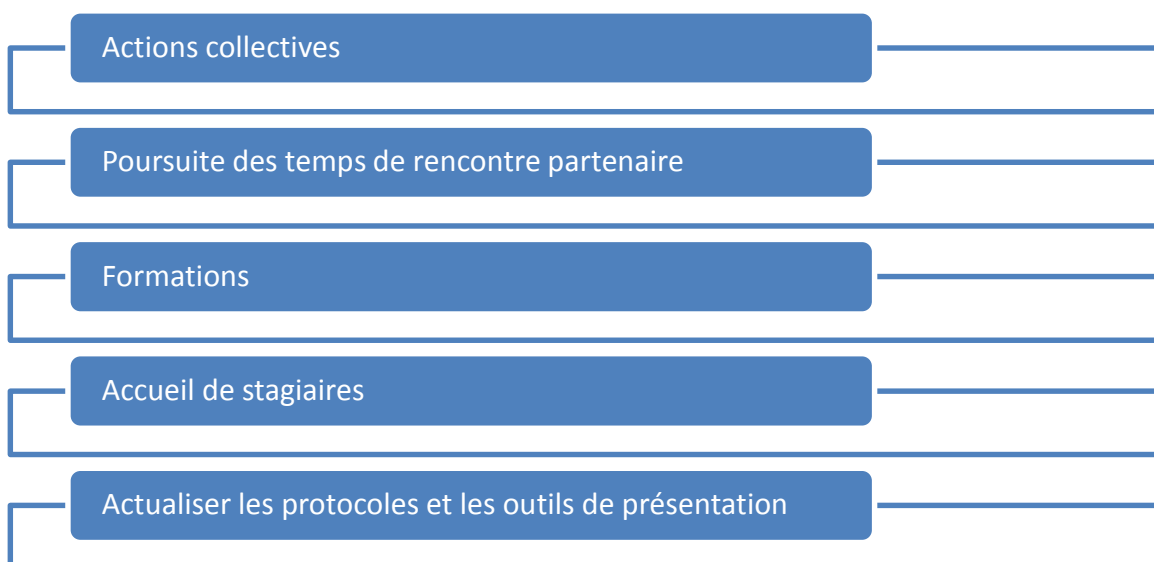 Actions collectives
Poursuite des temps de rencontre partenaire
Formations
Accueil de stagiaires
Actualiser les protocoles et les outils de présentation